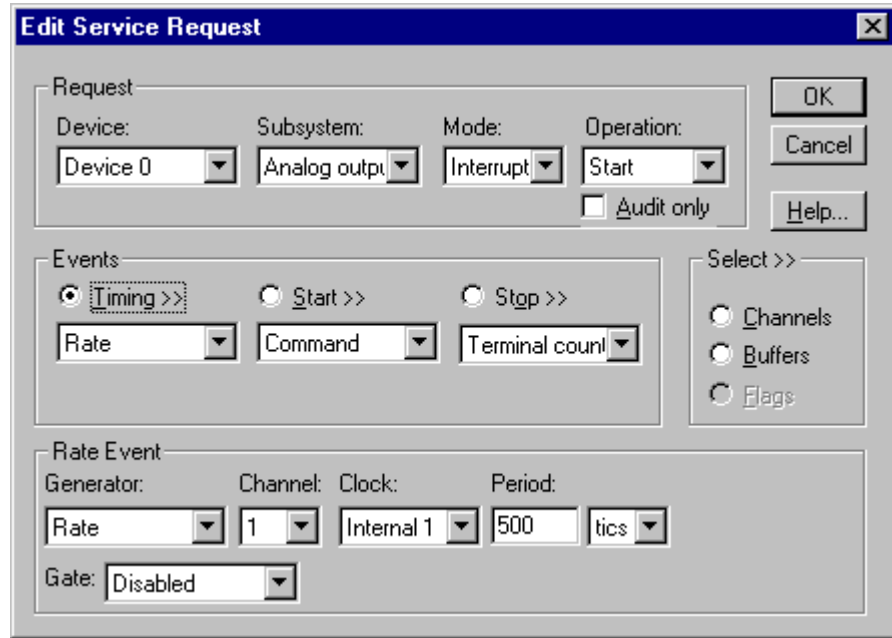 Edit Service Request
Request
Device: Subsystem: Mode: Operation:
Device 0 Analog outpu Interrupt Start
Audit only
OK
Cancel
Help...
Events
Timing >> Start >> Stop >>
Rate Command Terminal count
Select >>
Channels
Buffers
Flags
Rate Event
Generator: Channel: Clock: Period:
Rate 1 Internal 1 500 tics
Gate: Disabled